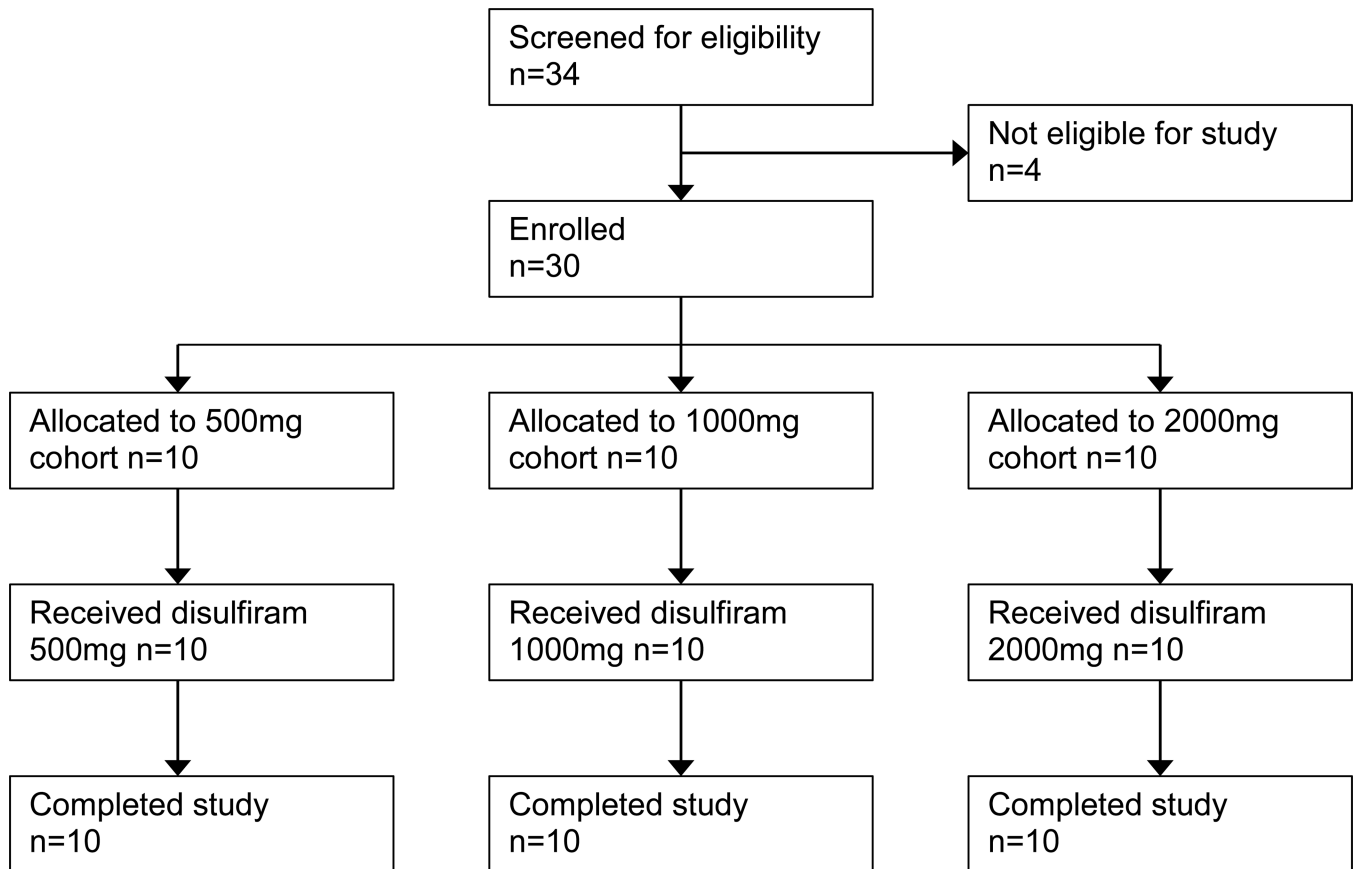 Screened for eligibility
n=34
Not eligible for study
n=4
Enrolled
n=30
Allocated to 500mg
cohort n=10
Allocated to 1000mg
cohort n=10
Allocated to 2000mg
cohort n=10
Received disulfiram
500mg n=10
Received disulfiram
1000mg n=10
Received disulfiram
2000mg n=10
Completed study
n=10
Completed study
n=10
Completed study
n=10